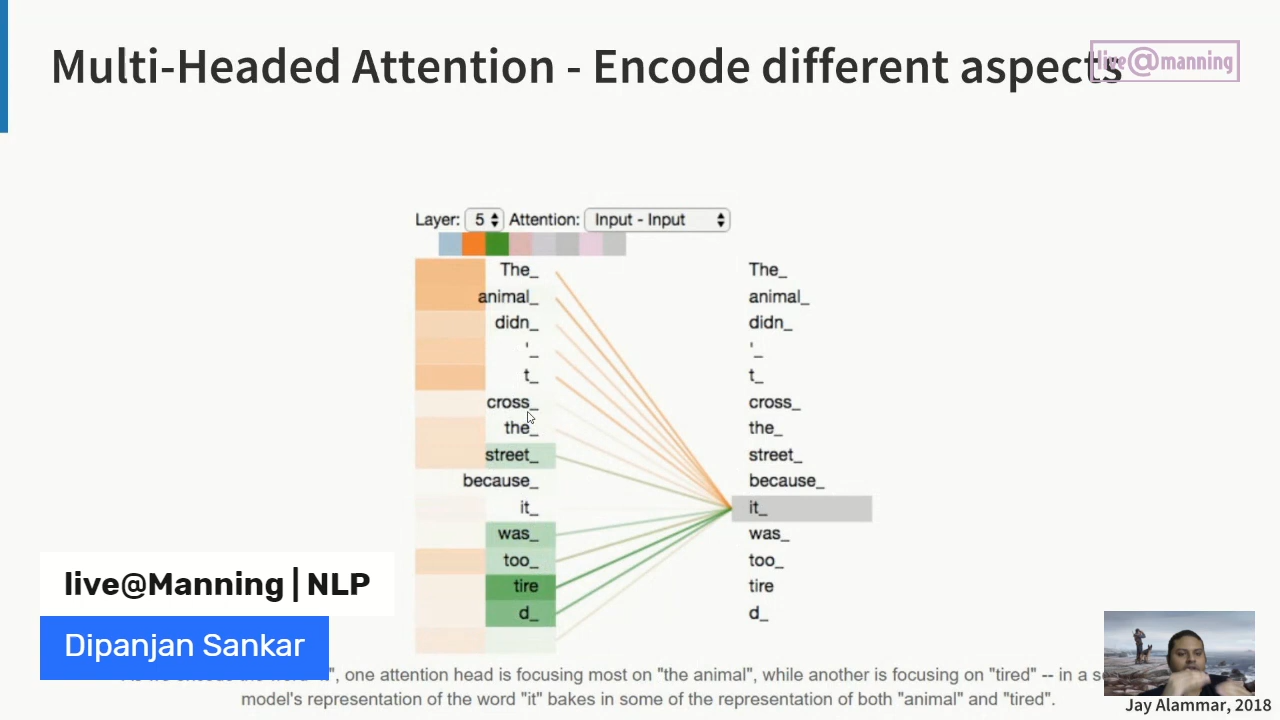 Multi-Headed Attention - Encode different aspects
live@manning
Layer: 5 Attention: Input - Input
The_ The_
animal_ animal_
didn_ didn_
'_ '_
t_ t_
cross_ cross_
the_ the_
street_ street_
because_ because_
it_ it_
was_ was_
too_ too_
tire tire
d_ d_
live@Manning | NLP
Dipanjan Sankar
", one attention head is focusing most on "the animal", while another is focusing on "tired" -- in a
model's representation of the word "it" bakes in some of the representation of both "animal" and "tired".
Jay Alammar, 2018